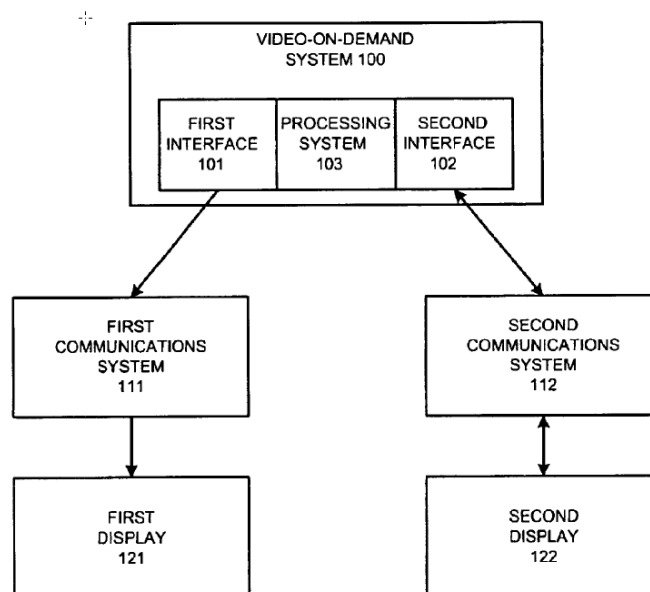 VIDEO-ON-DEMAND
SYSTEM 100
FIRST
INTERFACE
101
PROCESSING
SYSTEM
103
SECOND
INTERFACE
102
FIRST
COMMUNICATIONS
SYSTEM
111
SECOND
COMMUNICATIONS
SYSTEM
112
FIRST
DISPLAY
121
SECOND
DISPLAY
122